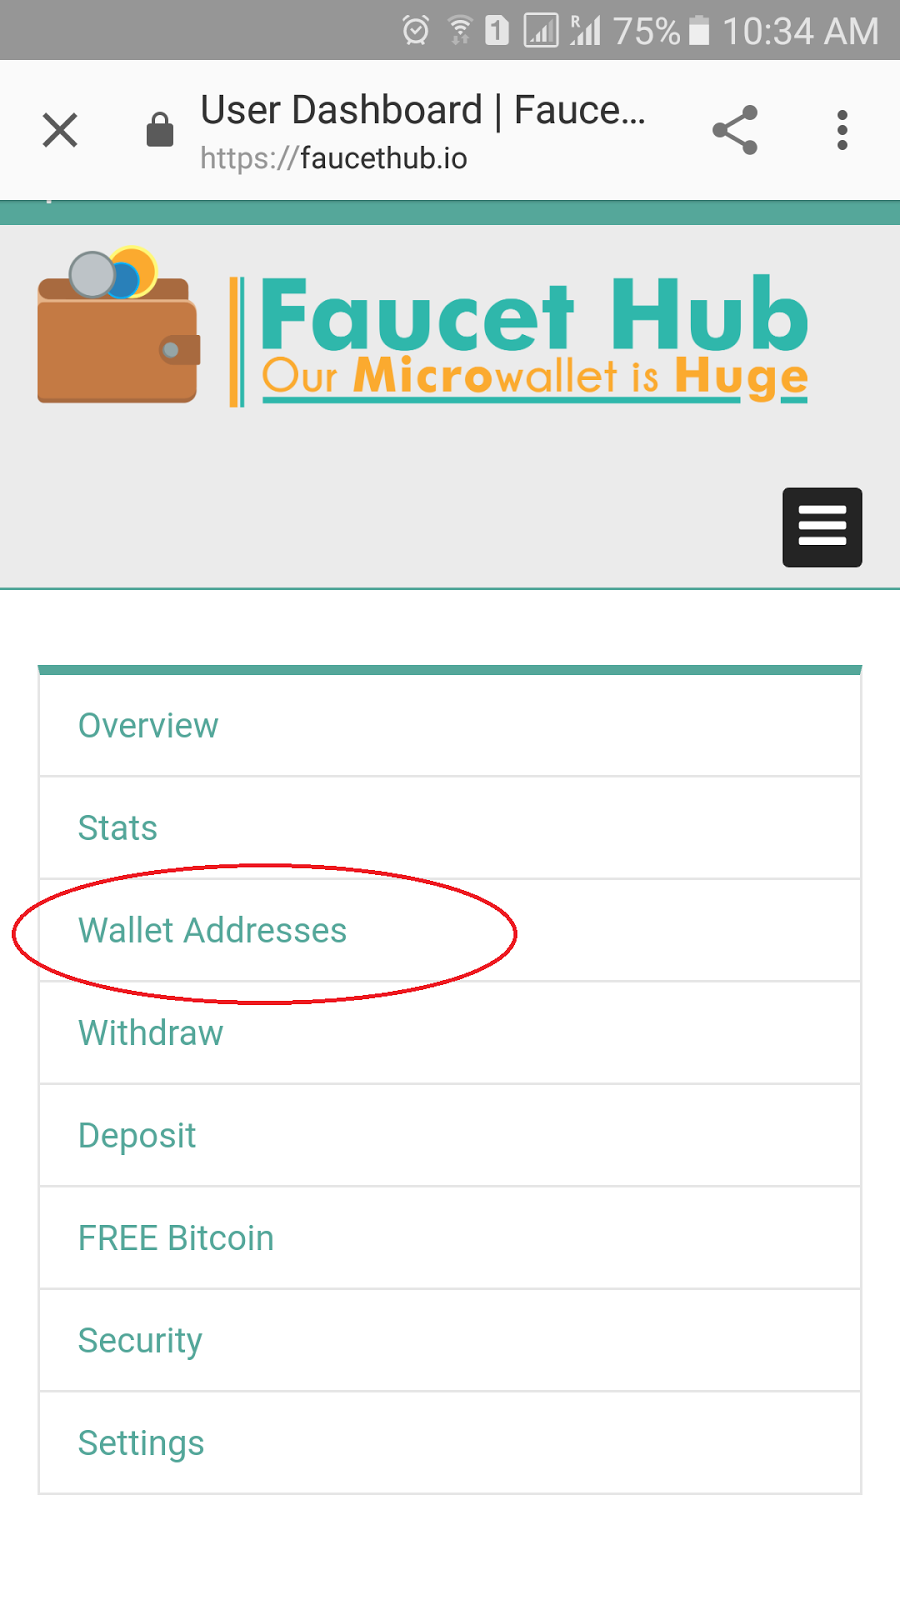 1 R 75% 10:34 AM
User Dashboard | Fauce...
https://faucethub.io
Faucet Hub
Our Microwallet is Huge
Overview
Stats
Wallet Addresses
Withdraw
Deposit
FREE Bitcoin
Security
Settings